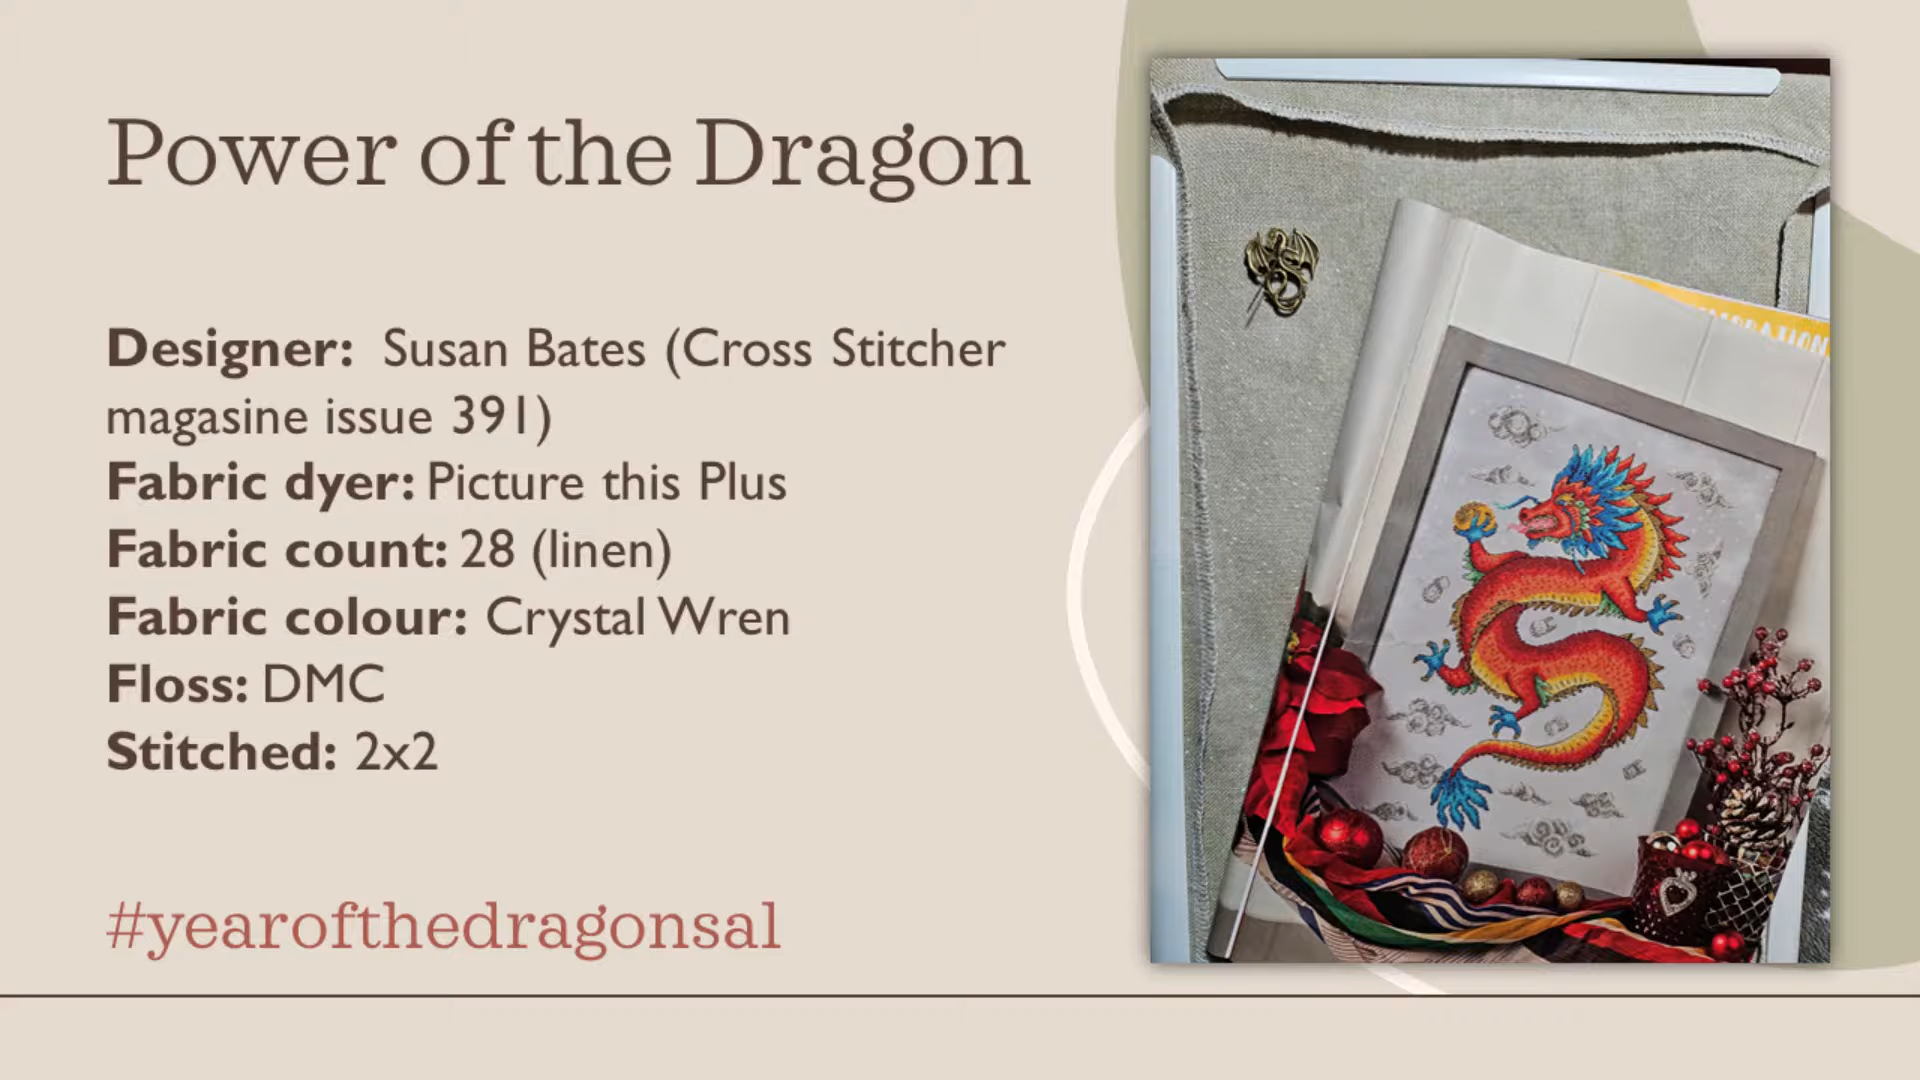 Power of the Dragon
Designer: Susan Bates (Cross Stitcher
magasine issue 391)
Fabric dyer: Picture this Plus
Fabric count: 28 (linen)
Fabric colour: Crystal Wren
Floss: DMC
Stitched: 2x2
#yearofthedragonsal